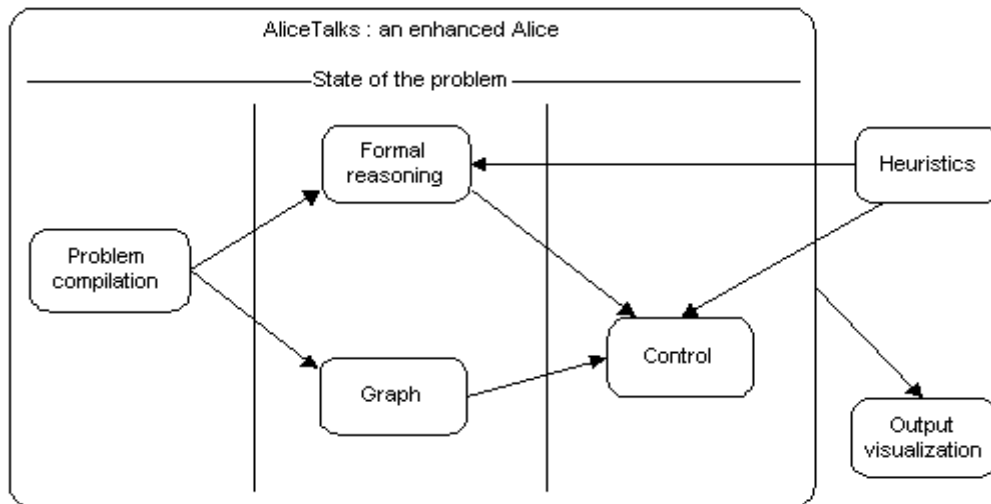 AliceTalks : an enhanced Alice
State of the problem
Formal
reasoning
Heuristics
Problem
compilation
Control
Graph
Output
visualization